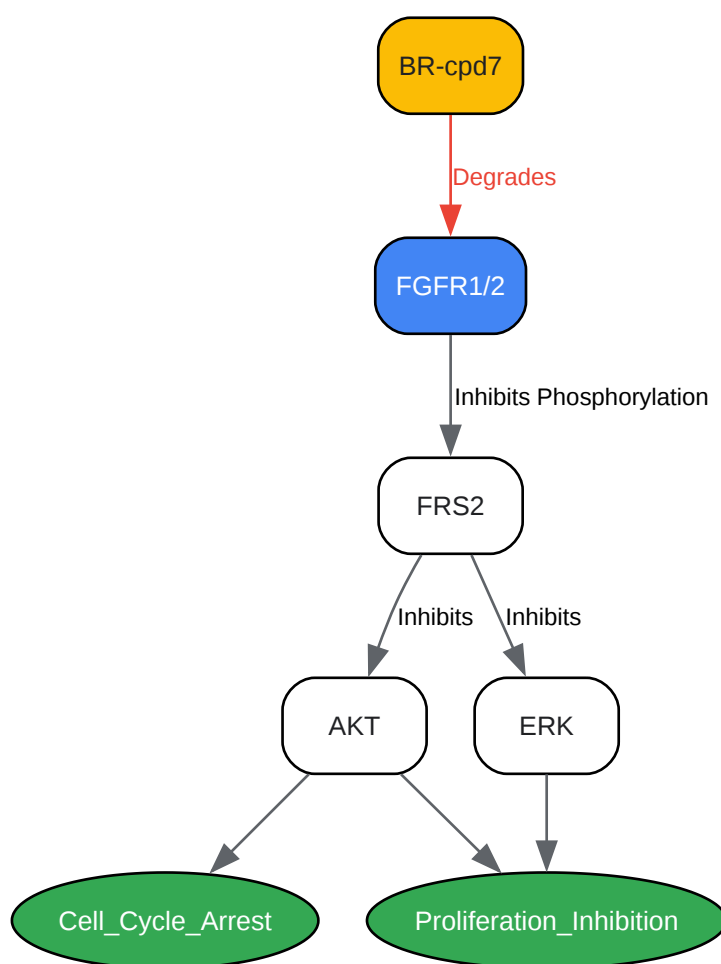 BR-cpd7
Degrades
FGFR1/2
Inhibits Phosphorylation
FRS2
Inhibits
Inhibits
AKT
ERK
Cell_Cycle_Arrest
Proliferation_Inhibition